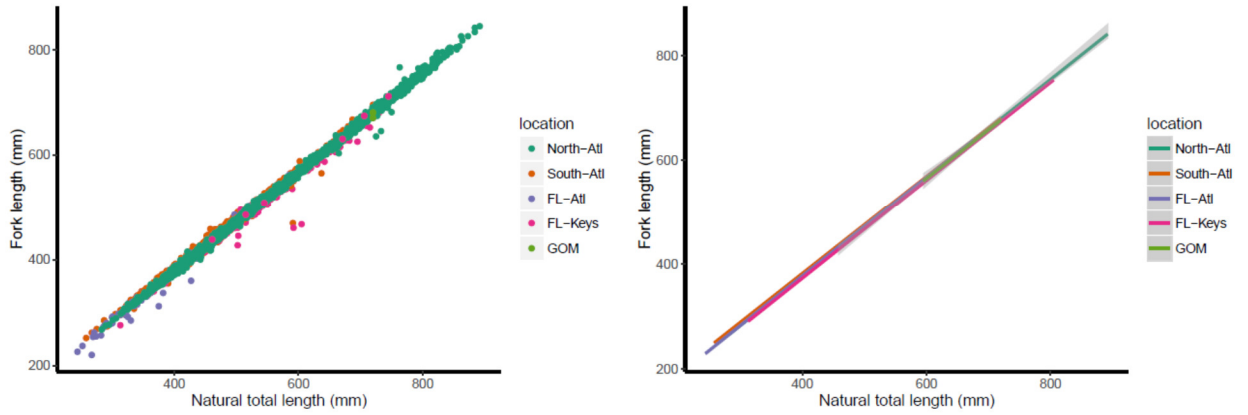 800
600
400
200
Fork length (mm)
400
600
800
Natural total length (mm)
location
North-Atl
South-Atl
FL-Atl
FL-Keys
GOM
800
600
400
200
Fork length (mm)
400
600
800
Natural total length (mm)
location
North-Atl
South-Atl
FL-Atl
FL-Keys
GOM